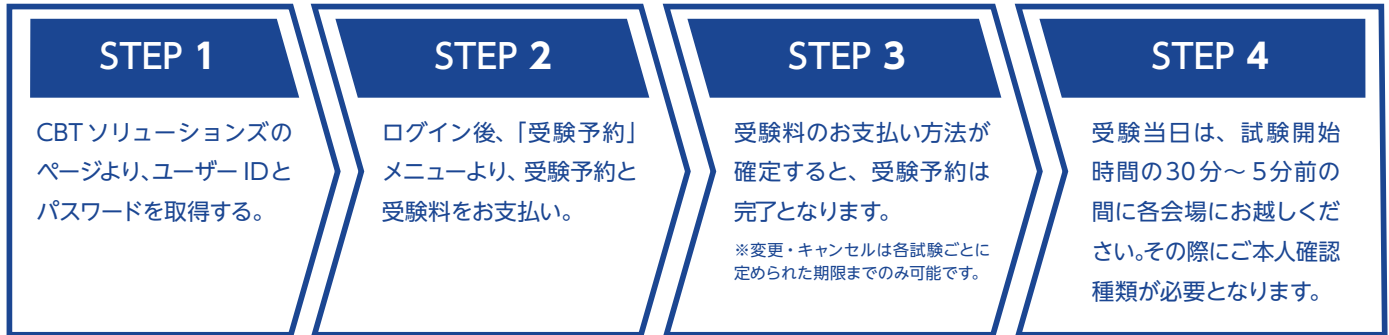 STEP 1
CBTソリューションズの
ページより、ユーザーIDと
パスワードを取得する。
STEP 2
ログイン後、「受験予約」
メニューより、受験予約と
受験料をお支払い。
STEP 3
受験料のお支払い方法が
確定すると、受験予約は
完了となります。
※変更・キャンセルは各試験ごとに
定められた期限までのみ可能です。
STEP 4
受験当日は、試験開始
時間の30分～5分前の
間に各会場にお越しくだ
さい。その際にご本人確認
種類が必要となります。